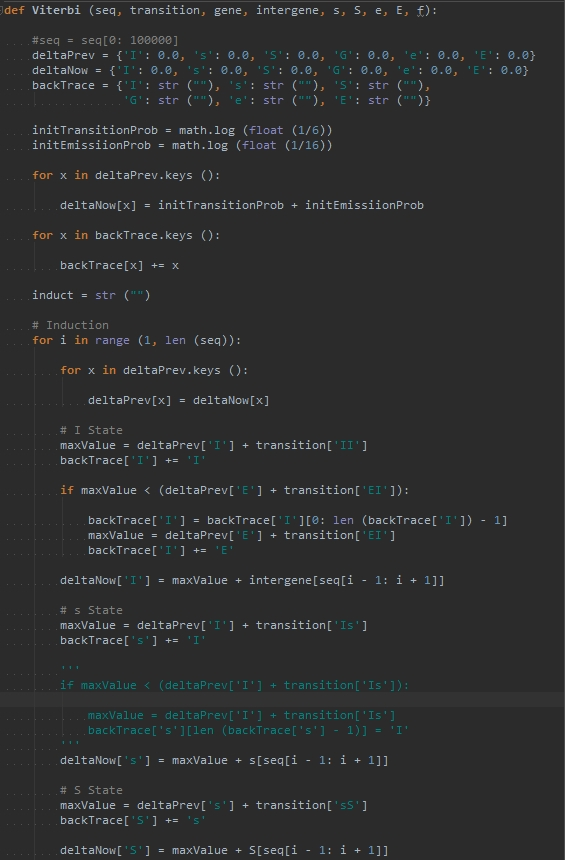 def Viterbi (seq, transition, gene, intergene, s, S, e, E, f):
#seq = seq[0: 100000]
deltaPrev = {'I': 0.0, 's': 0.0, 'S': 0.0, 'G': 0.0, 'e': 0.0, 'E': 0.0}
deltaNow = {'I': 0.0, 's': 0.0, 'S': 0.0, 'G': 0.0, 'e': 0.0, 'E': 0.0}
backTrace = {'I': str (""), 's': str (""), 'S': str (""),
'G': str (""), 'e': str (""), 'E': str ("")}
initTransitionProb = math.log (float (1/6))
initEmissiionProb = math.log (float (1/16))
for x in deltaPrev.keys ():
deltaNow[x] = initTransitionProb + initEmissiionProb
for x in backTrace.keys ():
backTrace[x] += x
induct = str ("")
# Induction
for i in range (1, len (seq)):
for x in deltaPrev.keys ():
deltaPrev[x] = deltaNow[x]
# I State
maxValue = deltaPrev['I'] + transition['II']
backTrace['I'] += 'I'
if maxValue < (deltaPrev['E'] + transition['EI']):
backTrace['I'] = backTrace['I'][0: len (backTrace['I']) - 1]
maxValue = deltaPrev['E'] + transition['EI']
backTrace['I'] += 'E'
deltaNow['I'] = maxValue + intergene[seq[i - 1: i + 1]]
# s State
maxValue = deltaPrev['I'] + transition['Is']
backTrace['s'] += 'I'
'''
if maxValue < (deltaPrev['I'] + transition['Is']):
maxValue = deltaPrev['I'] + transition['Is']
backTrace['s'][len (backTrace['s'] - 1)] = 'I'
'''
deltaNow['s'] = maxValue + s[seq[i - 1: i + 1]]
# S State
maxValue = deltaPrev['s'] + transition['sS']
backTrace['S'] += 's'
deltaNow['S'] = maxValue + S[seq[i - 1: i + 1]]